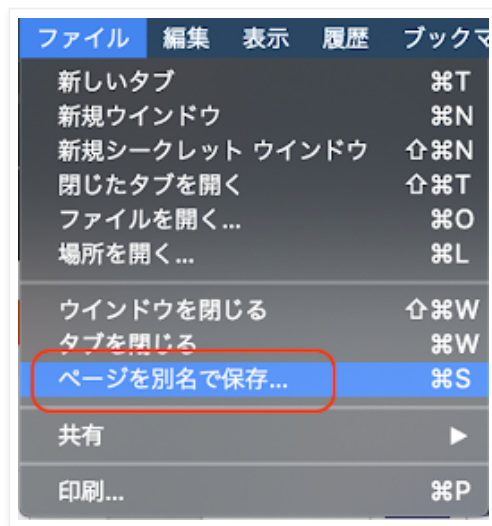 ファイル 編集 表示 履歴 ブックマ
新しいタブ ⌘T
新規ウインドウ ⌘N
新規シークレット ウインドウ ⇧⌘N
閉じたタブを開く ⇧⌘T
ファイルを開く... ⌘O
場所を開く... ⌘L
ウインドウを閉じる ⇧⌘W
タブを閉じる ⌘W
ページを別名で保存... ⌘S
共有 ▶
印刷... ⌘P